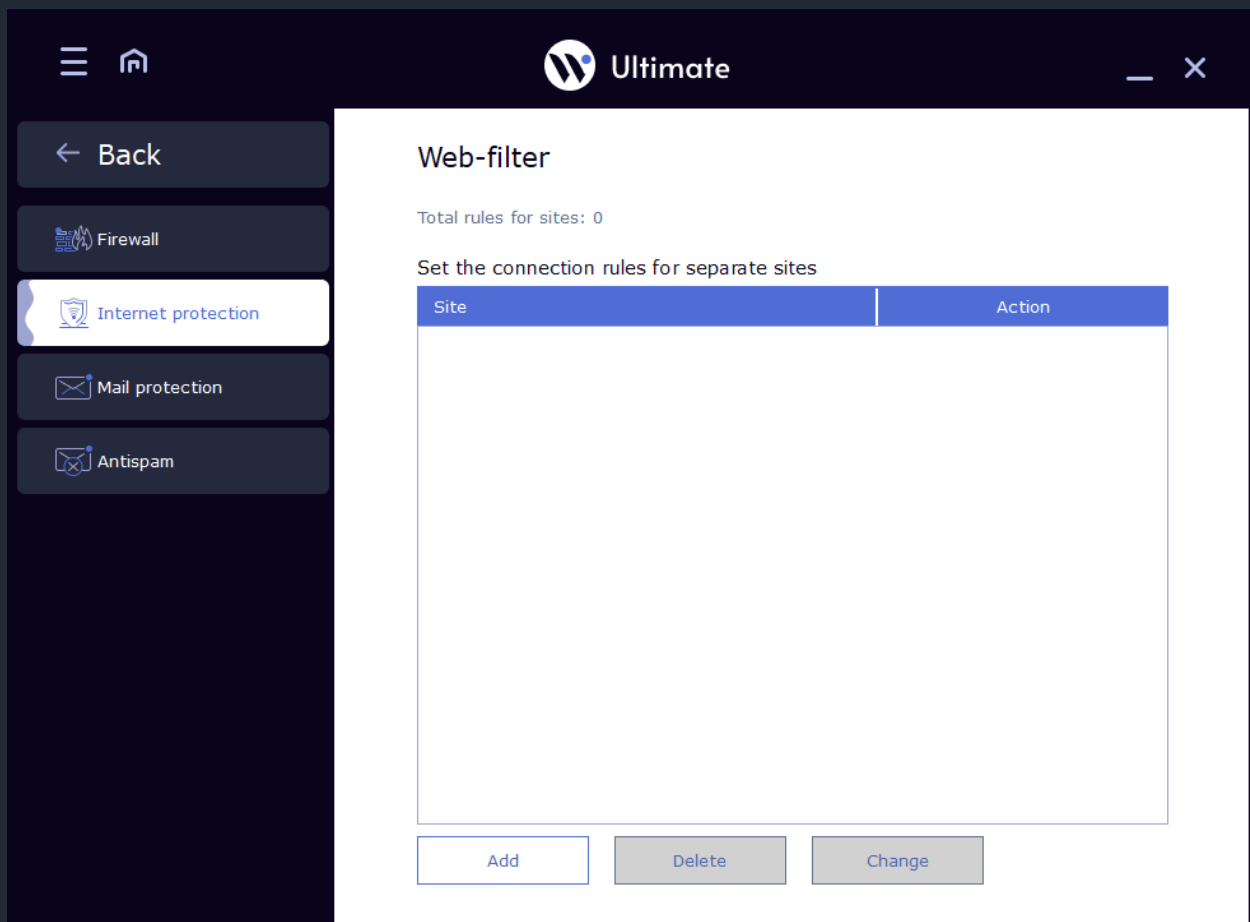 Ultimate
Back
Firewall
Internet protection
Mail protection
Antispam
Web-filter
Total rules for sites: 0
Set the connection rules for separate sites
Site Action
Add Delete Change